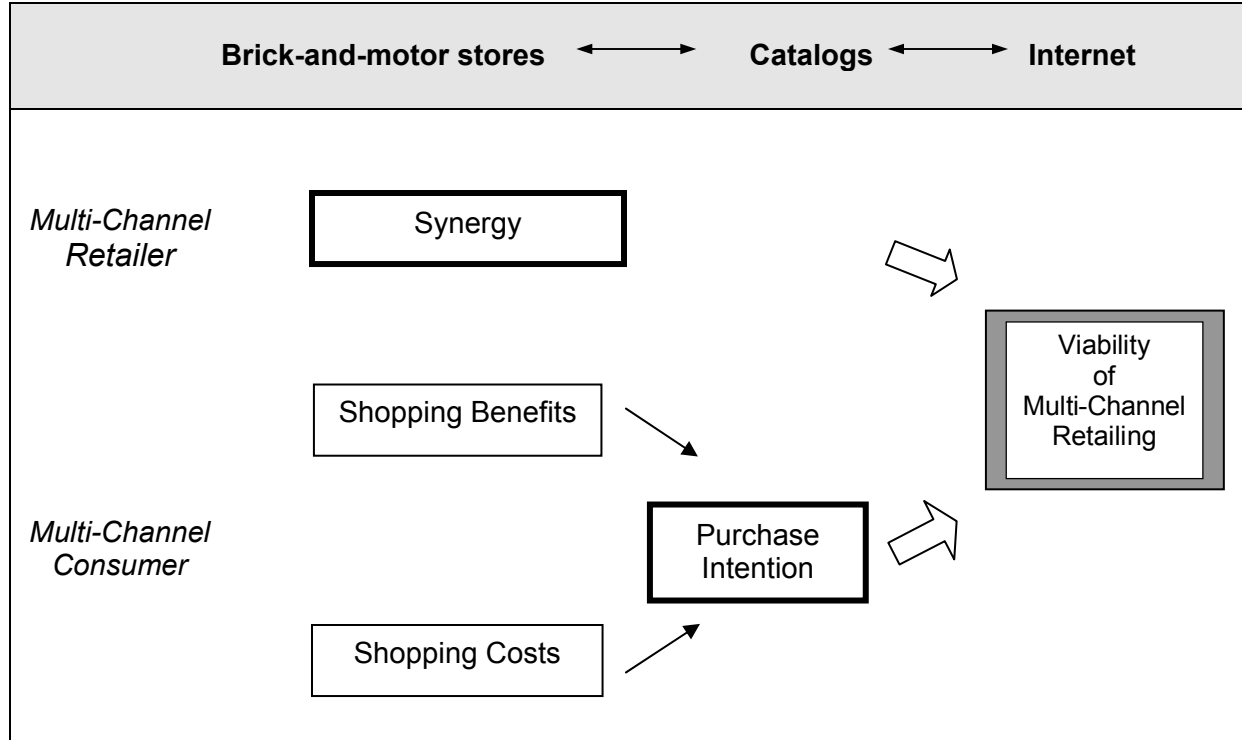 Brick-and-motor stores Catalogs Internet
Multi-Channel
Retailer
Synergy
Viability
of
Multi-Channel
Retailing
Shopping Benefits
Multi-Channel
Consumer
Purchase
Intention
Shopping Costs